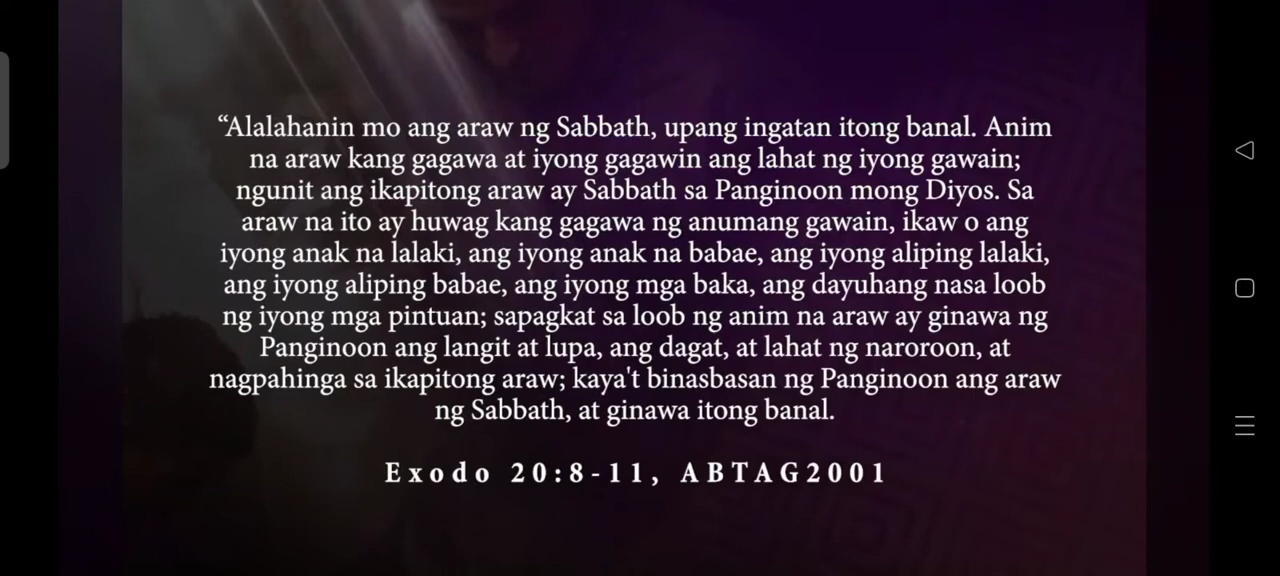 “Alalahanin mo ang araw ng Sabbath, upang ingatan itong banal. Anim
na araw kang gagawa at iyong gagawin ang lahat ng iyong gawain;
ngunit ang ikapitong araw ay Sabbath sa Panginoon mong Diyos. Sa
araw na ito ay huwag kang gagawa ng anumang gawain, ikaw o ang
iyong anak na lalaki, ang iyong anak na babae, ang iyong aliping lalaki,
ang iyong aliping babae, ang iyong mga baka, ang dayuhang nasa loob
ng iyong mga pintuan; sapagkat sa loob ng anim na araw ay ginawa ng
Panginoon ang langit at lupa, ang dagat, at lahat ng naroroon, at
nagpahinga sa ikapitong araw; kaya't binasbasan ng Panginoon ang araw
ng Sabbath, at ginawa itong banal.
Exodo 20:8-11, ABTAG2001